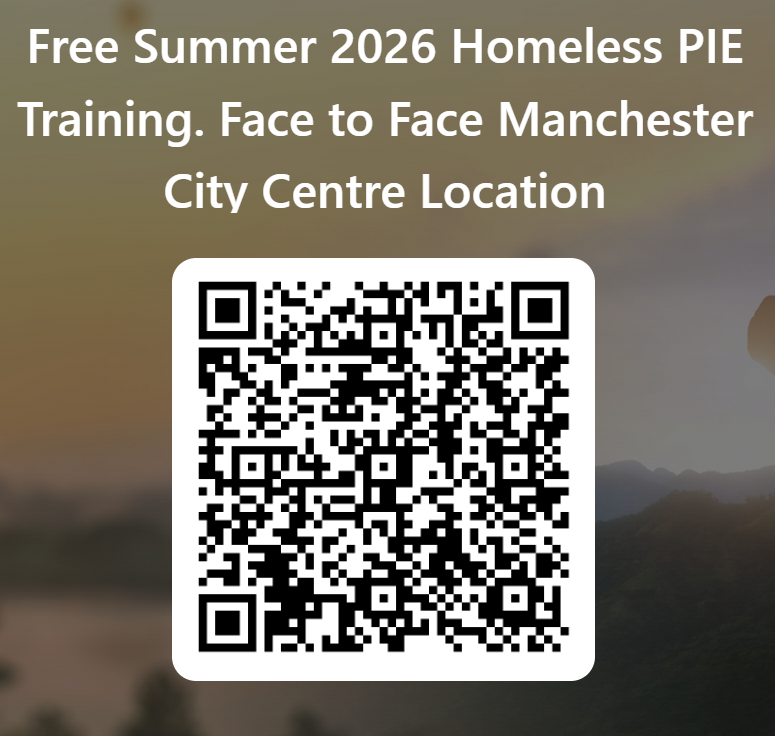 Free Summer 2026 Homeless PIE
Training. Face to Face Manchester
City Centre Location